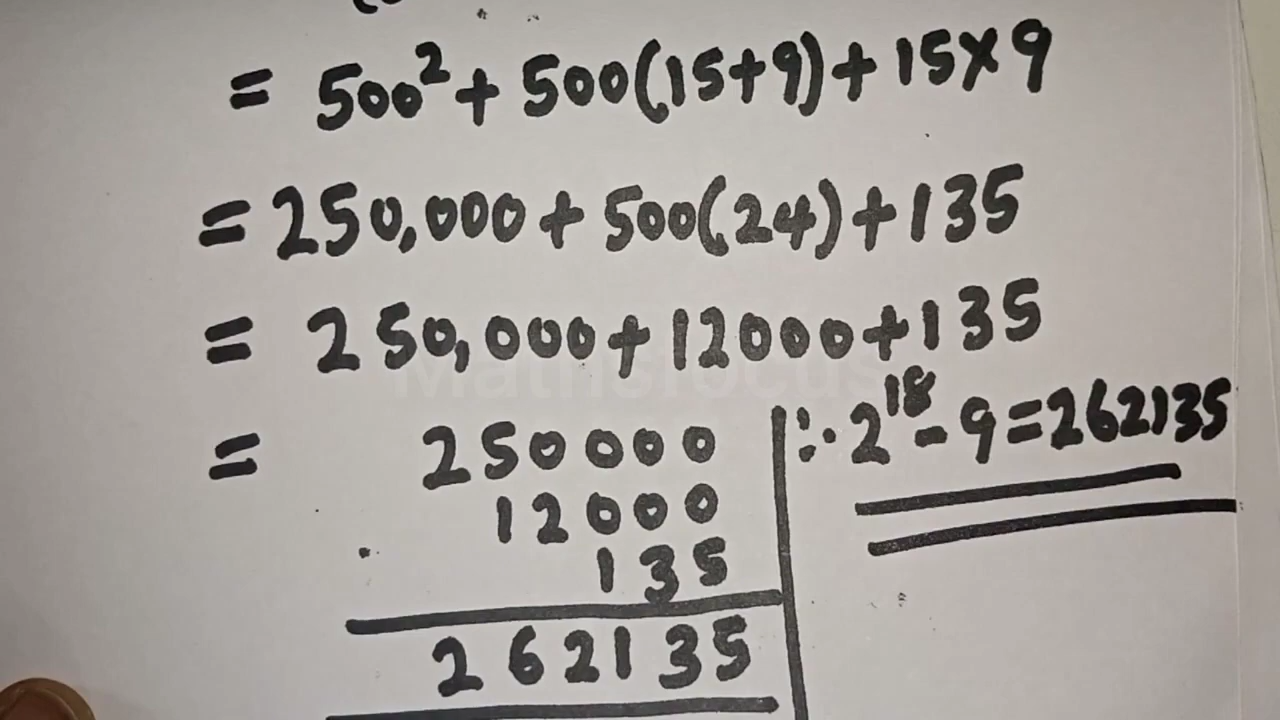 = 500² + 500(15+9) + 15×9
= 250,000 + 500(24) + 135
= 250,000 + 12000 + 135
= 250000
12000
135
262135
∴ 2¹⁸ - 9 = 262135
Mathsfocus